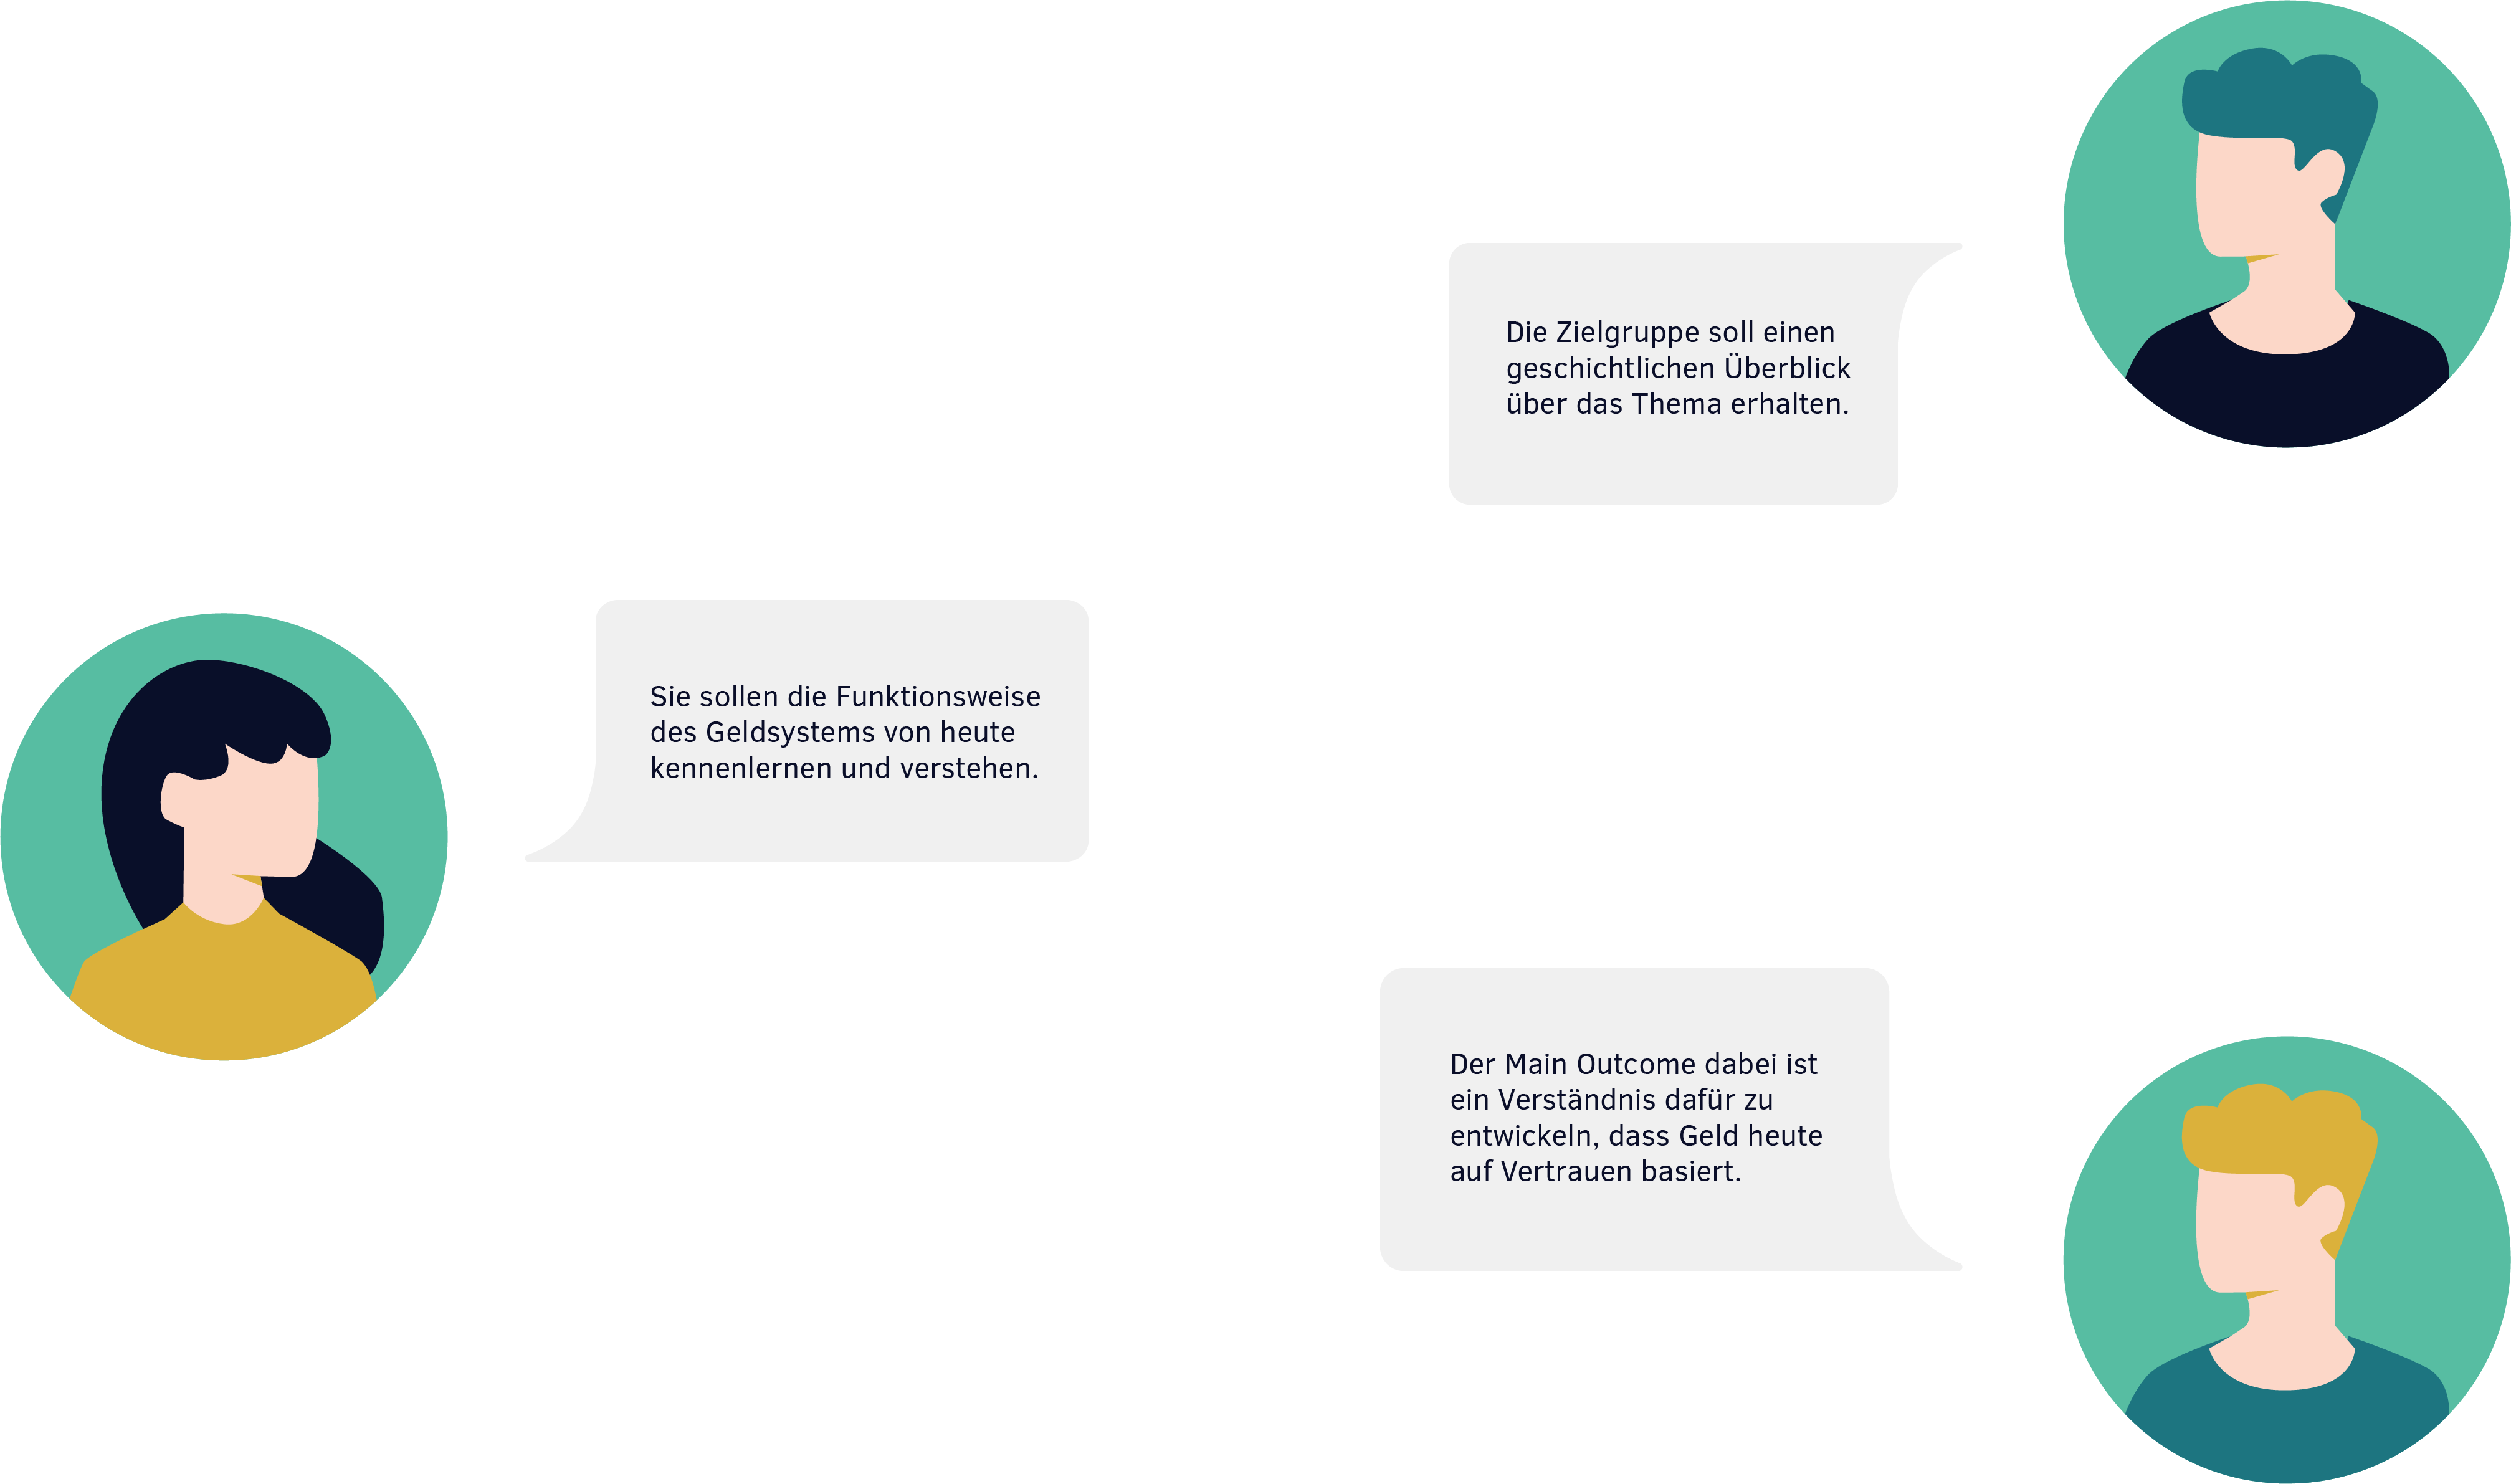 Die Zielgruppe soll einen
geschichtlichen Überblick
über das Thema erhalten.
Sie sollen die Funktionsweise
des Geldsystems von heute
kennenlernen und verstehen.
Der Main Outcome dabei ist
ein Verständnis dafür zu
entwickeln, dass Geld heute
auf Vertrauen basiert.